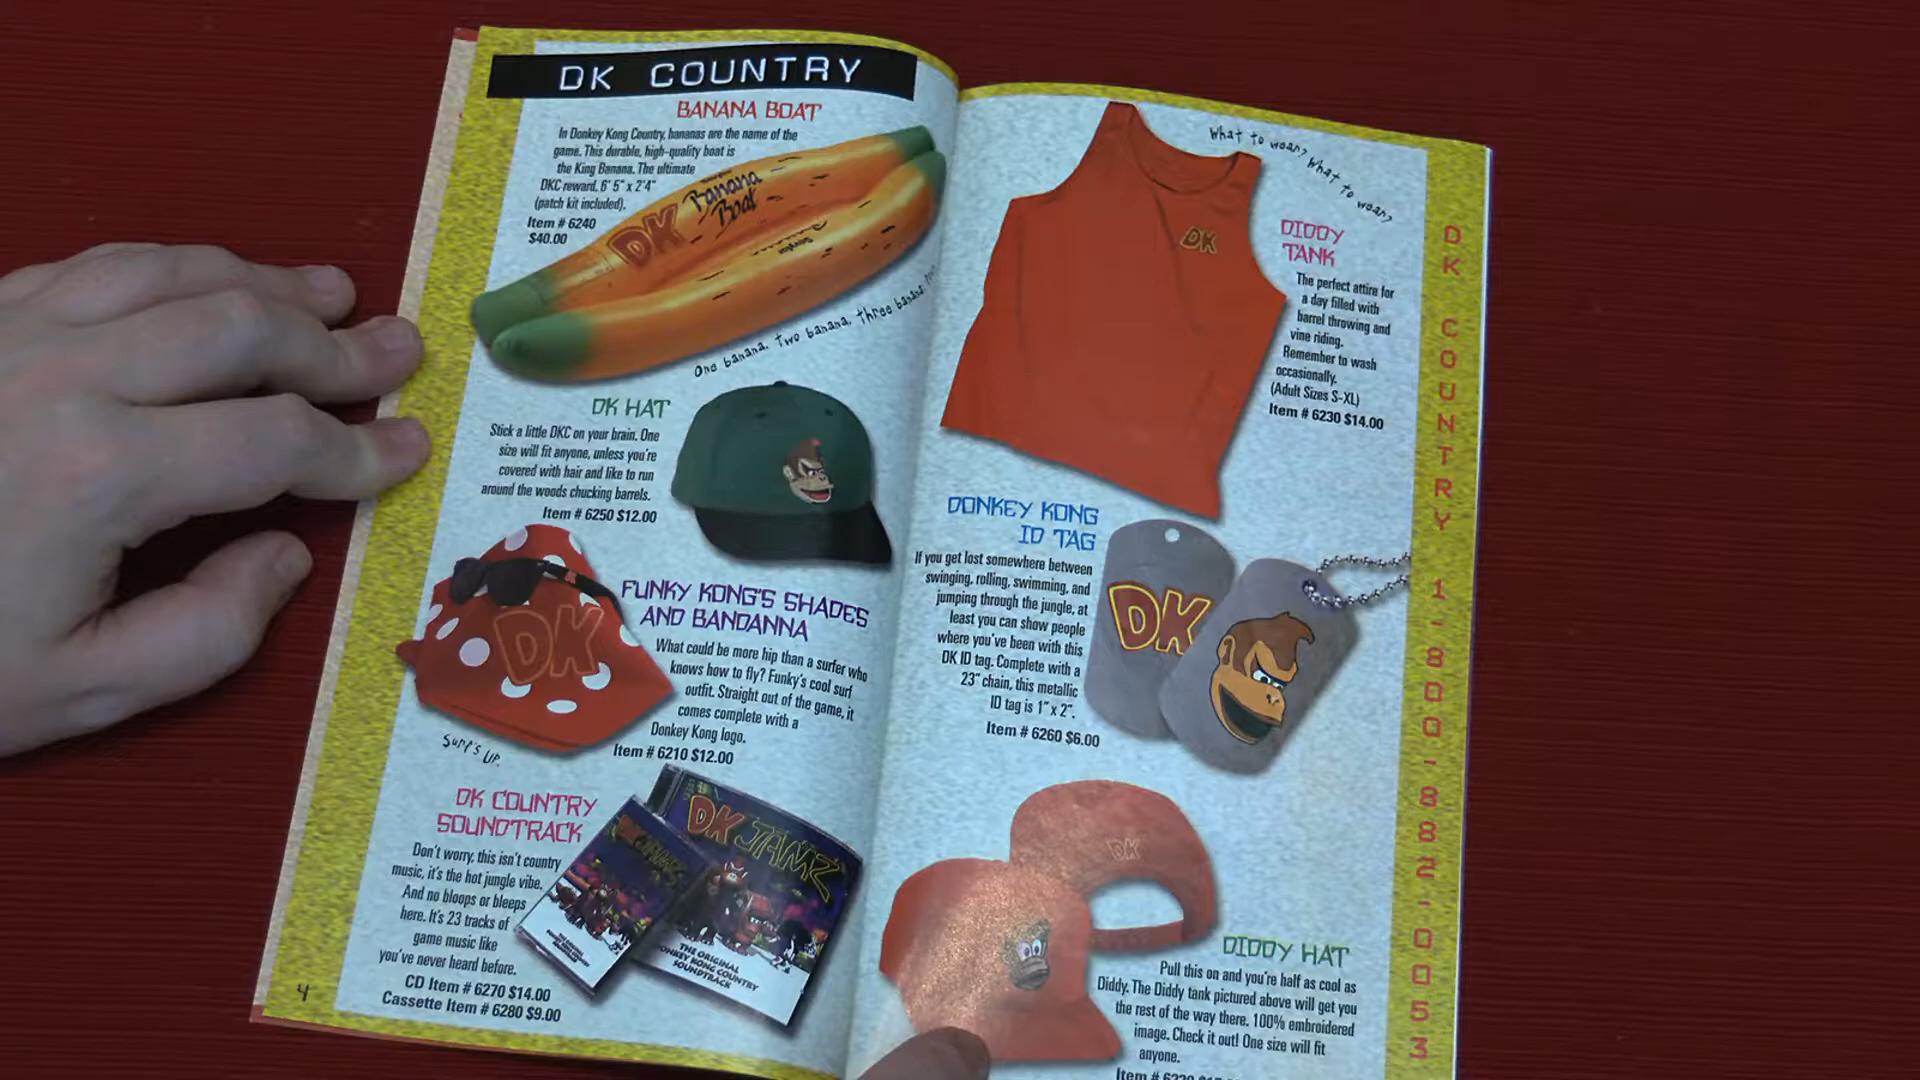 DK COUNTRY
BANANA BOAT
In Donkey Kong Country, bananas are the name of the
game. This durable, high-quality boat is
the King Banana. The ultimate
DKC reward. 6' 5" x 2'4"
(patch kit included).
Item # 6240
$40.00
DK Banana
Boat
One banana, two banana, three banana,
DK HAT
Stick a little DKC on your brain. One
size will fit anyone, unless you're
covered with hair and like to run
around the woods chucking barrels.
Item # 6250 $12.00
FUNKY KONG'S SHADES
AND BANDANNA
DK
What could be more hip than a surfer who
knows how to fly? Funky's cool surf
outfit. Straight out of the game, it
comes complete with a
Donkey Kong logo.
Item # 6210 $12.00
Surf's UP.
DK COUNTRY
SOUNDTRACK
Don't worry, this isn't country
music, it's the hot jungle vibe.
And no bloops or bleeps
here. It's 23 tracks of
game music like
you've never heard before.
CD Item # 6270 $14.00
Cassette Item # 6280 $9.00
DK JAMZ
THE ORIGINAL
DONKEY KONG COUNTRY
SOUNDTRACK
4
What to wear? What to wear?
DK
DIDDY
TANK
The perfect attire for
a day filled with
barrel throwing and
vine riding.
Remember to wash
occasionally.
(Adult Sizes S-XL)
Item # 6230 $14.00
DONKEY KONG
ID TAG
If you get lost somewhere between
swinging, rolling, swimming, and
jumping through the jungle, at
least you can show people
where you've been with this
DK ID tag. Complete with a
23" chain, this metallic
ID tag is 1" x 2".
Item # 6260 $6.00
DK
DK
DIDDY HAT
Pull this on and you're half as cool as
Diddy. The Diddy tank pictured above will get you
the rest of the way there. 100% embroidered
image. Check it out! One size will fit
anyone.
Item #
DK COUNTRY 1-800-882-0053